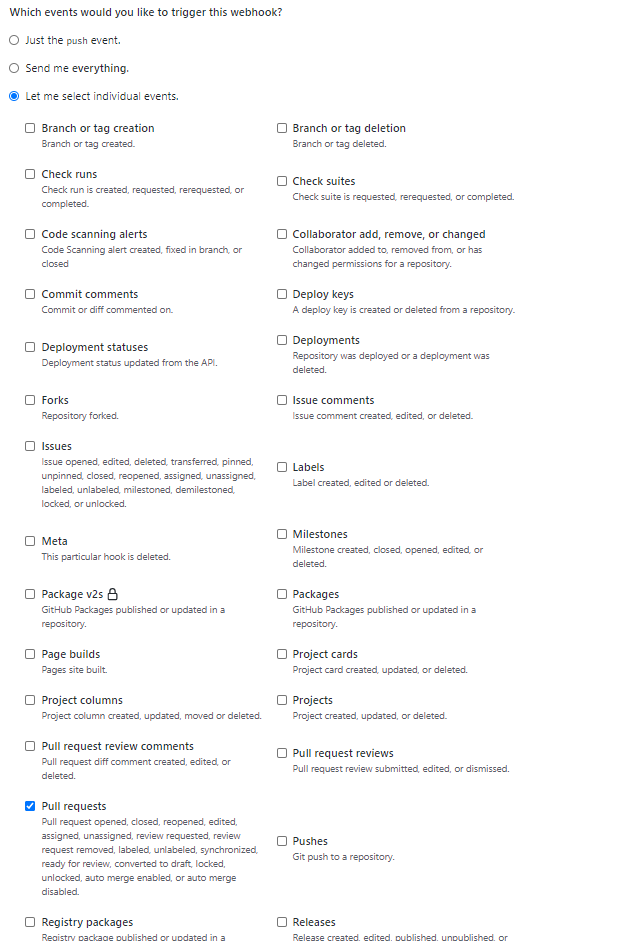 Which events would you like to trigger this webhook?
Just the push event.
Send me everything.
Let me select individual events.
Branch or tag creation
Branch or tag created.
Branch or tag deletion
Branch or tag deleted.
Check runs
Check run is created, requested, rerequested, or
completed.
Check suites
Check suite is requested, rerequested, or completed.
Code scanning alerts
Code Scanning alert created, fixed in branch, or
closed
Collaborator add, remove, or changed
Collaborator added to, removed from, or has
changed permissions for a repository.
Commit comments
Commit or diff commented on.
Deploy keys
A deploy key is created or deleted from a repository.
Deployment statuses
Deployment status updated from the API.
Deployments
Repository was deployed or a deployment was
deleted.
Forks
Repository forked.
Issue comments
Issue comment created, edited, or deleted.
Issues
Issue opened, edited, deleted, transferred, pinned,
unpinned, closed, reopened, assigned, unassigned,
labeled, unlabeled, milestoned, demilestoned,
locked, or unlocked.
Labels
Label created, edited or deleted.
Meta
This particular hook is deleted.
Milestones
Milestone created, closed, opened, edited, or
deleted.
Package v2s
GitHub Packages published or updated in a
repository.
Packages
GitHub Packages published or updated in a
repository.
Page builds
Pages site built.
Project cards
Project card created, updated, or deleted.
Project columns
Project column created, updated, moved or deleted.
Projects
Project created, updated, or deleted.
Pull request review comments
Pull request diff comment created, edited, or
deleted.
Pull request reviews
Pull request review submitted, edited, or dismissed.
Pull requests
Pull request opened, closed, reopened, edited,
assigned, unassigned, review requested, review
request removed, labeled, unlabeled, synchronized,
ready for review, converted to draft, locked,
unlocked, auto merge enabled, or auto merge
disabled.
Pushes
Git push to a repository.
Registry packages
Registry package published or updated in a
Releases
Release created, edited, published, unpublished, or